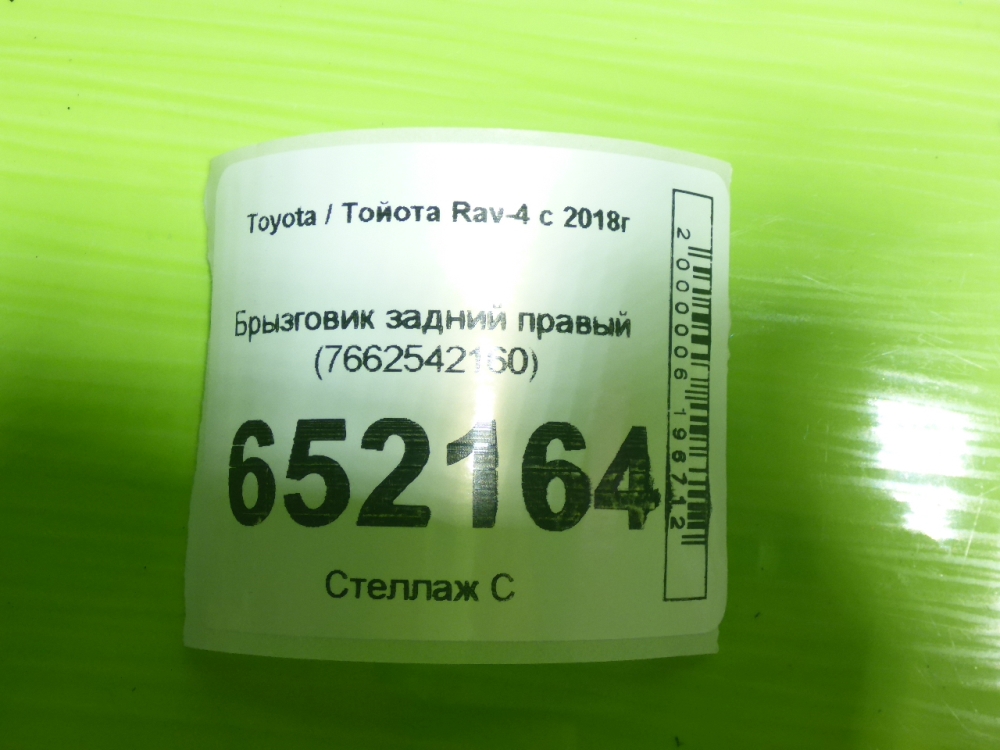 Toyota / Тойота Rav-4 с 2018г
Брызговик задний правый
(7662542160)
652164
Стеллаж С
2000006196712